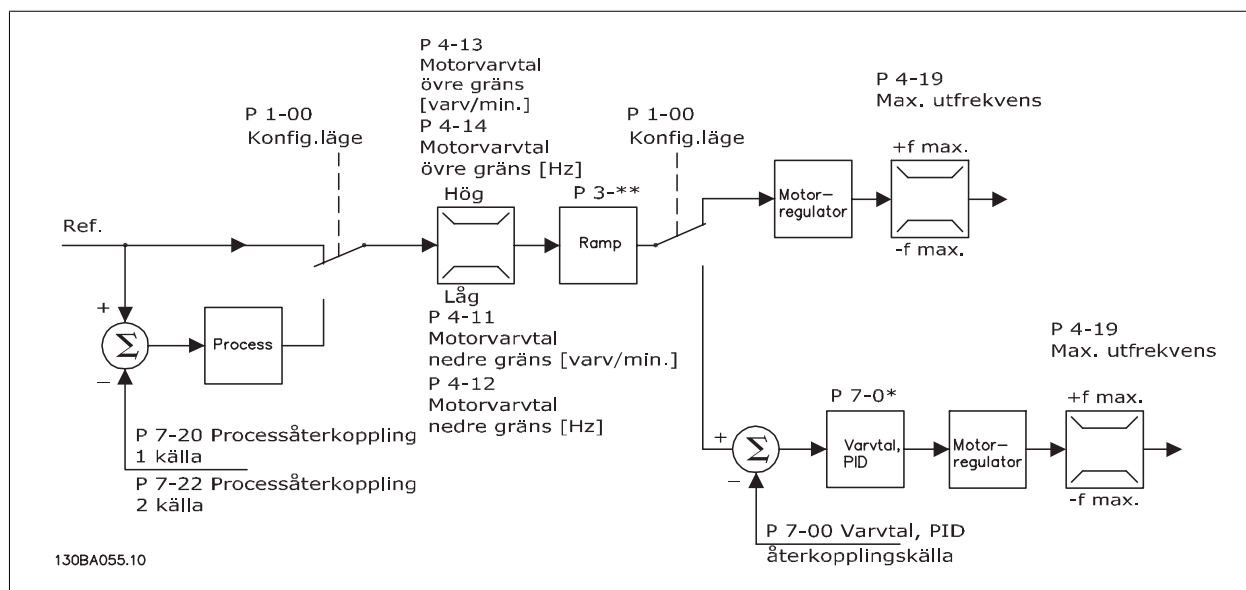 P 4-13
Motorvarvtal
övre gräns
[varv/min.]
P 4-14
Motorvarvtal
övre gräns [Hz]
P 4-19
Max. utfrekvens
P 1-00
Konfig.läge
P 1-00
Konfig.läge
Hög
P 3-**
+f max.
Motor-
regulator
Ref.
Ramp
-f max.
Låg
+
Σ
−
Process
P 4-11
Motorvarvtal
nedre gräns [varv/min.]
P 4-12
Motorvarvtal
nedre gräns [Hz]
P 4-19
Max. utfrekvens
P 7-0*
+f max.
P 7-20 Processåterkoppling
1 källa
P 7-22 Processåterkoppling
2 källa
+
Σ
−
Varvtal,
PID
Motor-
regulator
-f max.
P 7-00 Varvtal, PID
återkopplingskälla
130BA055.10